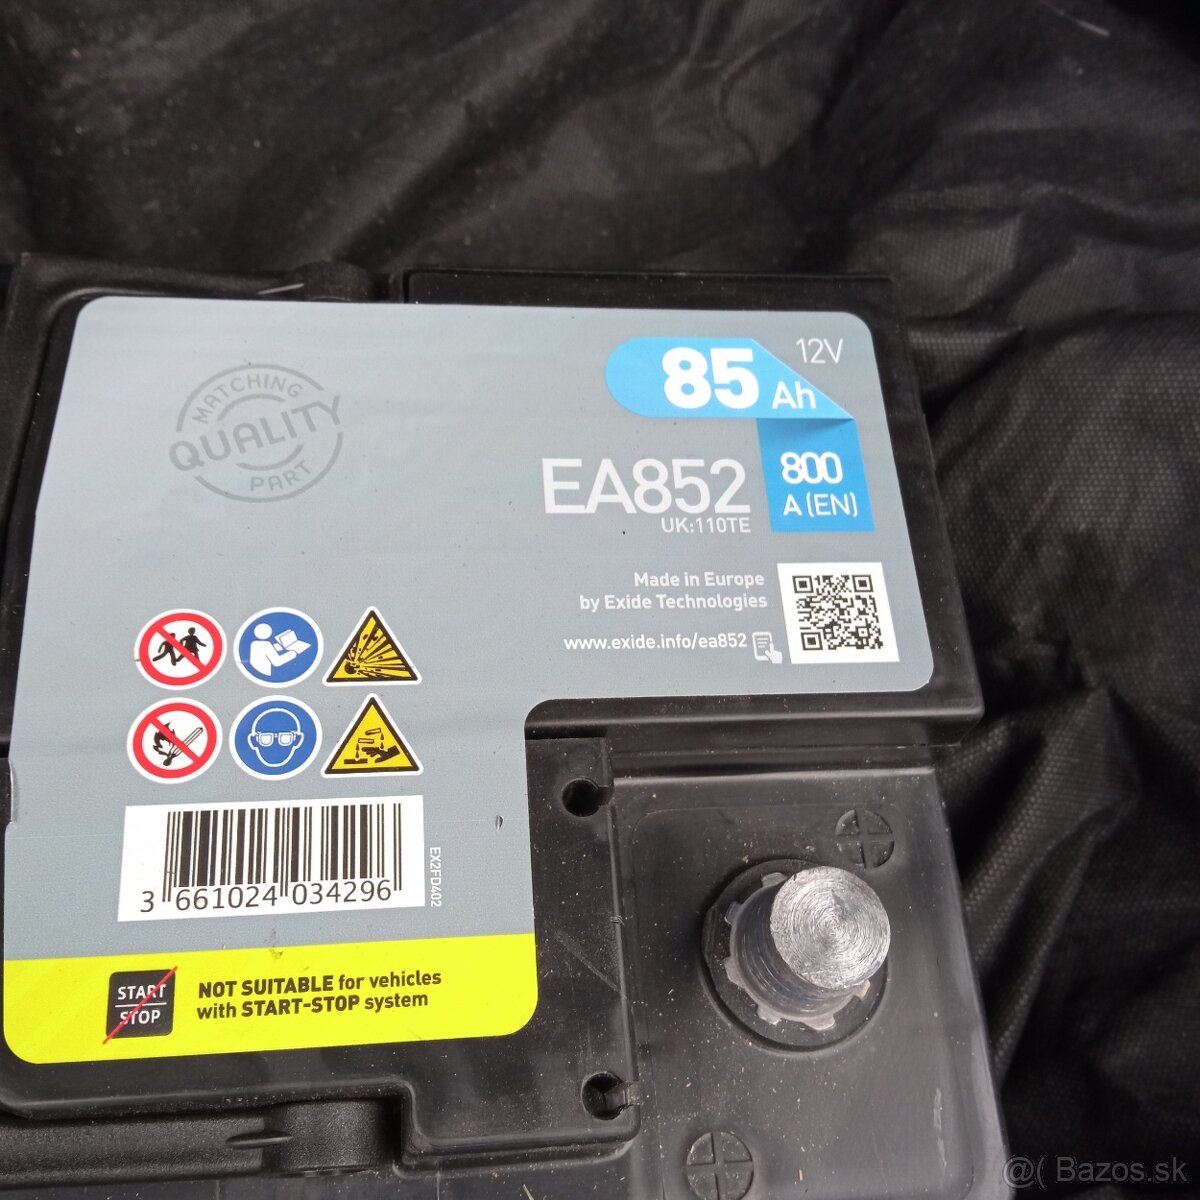 MATCHING
QUALITY
PART
12V
85 Ah
800
A (EN)
EA852
UK:110TE
Made in Europe
by Exide Technologies
www.exide.info/ea852
3 661024 034296
EX2FD402
START
STOP
NOT SUITABLE for vehicles
with START-STOP system
@( Bazos.sk